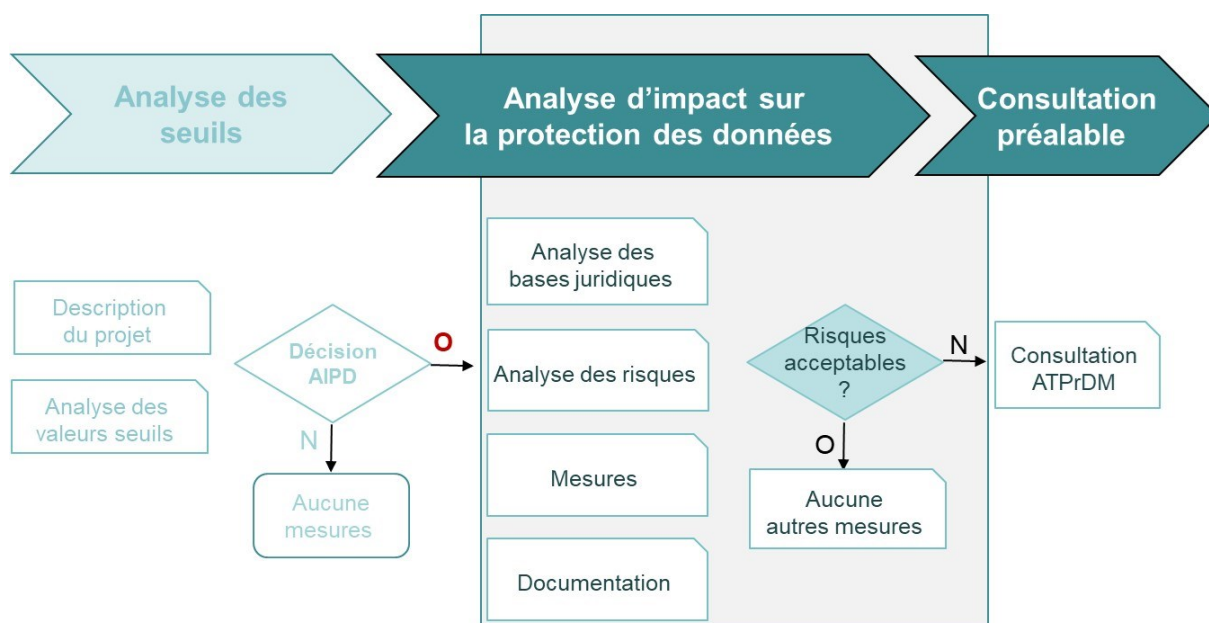 Analyse des
seuils
Analyse d'impact sur
la protection des données
Consultation
préalable
Description
du projet
Analyse des
valeurs seuils
Décision
AIPD
O
N
Aucune
mesures
Analyse des
bases juridiques
Analyse des risques
Mesures
Documentation
Risques
acceptables
?
N
O
Aucune
autres mesures
Consultation
ATPrDM